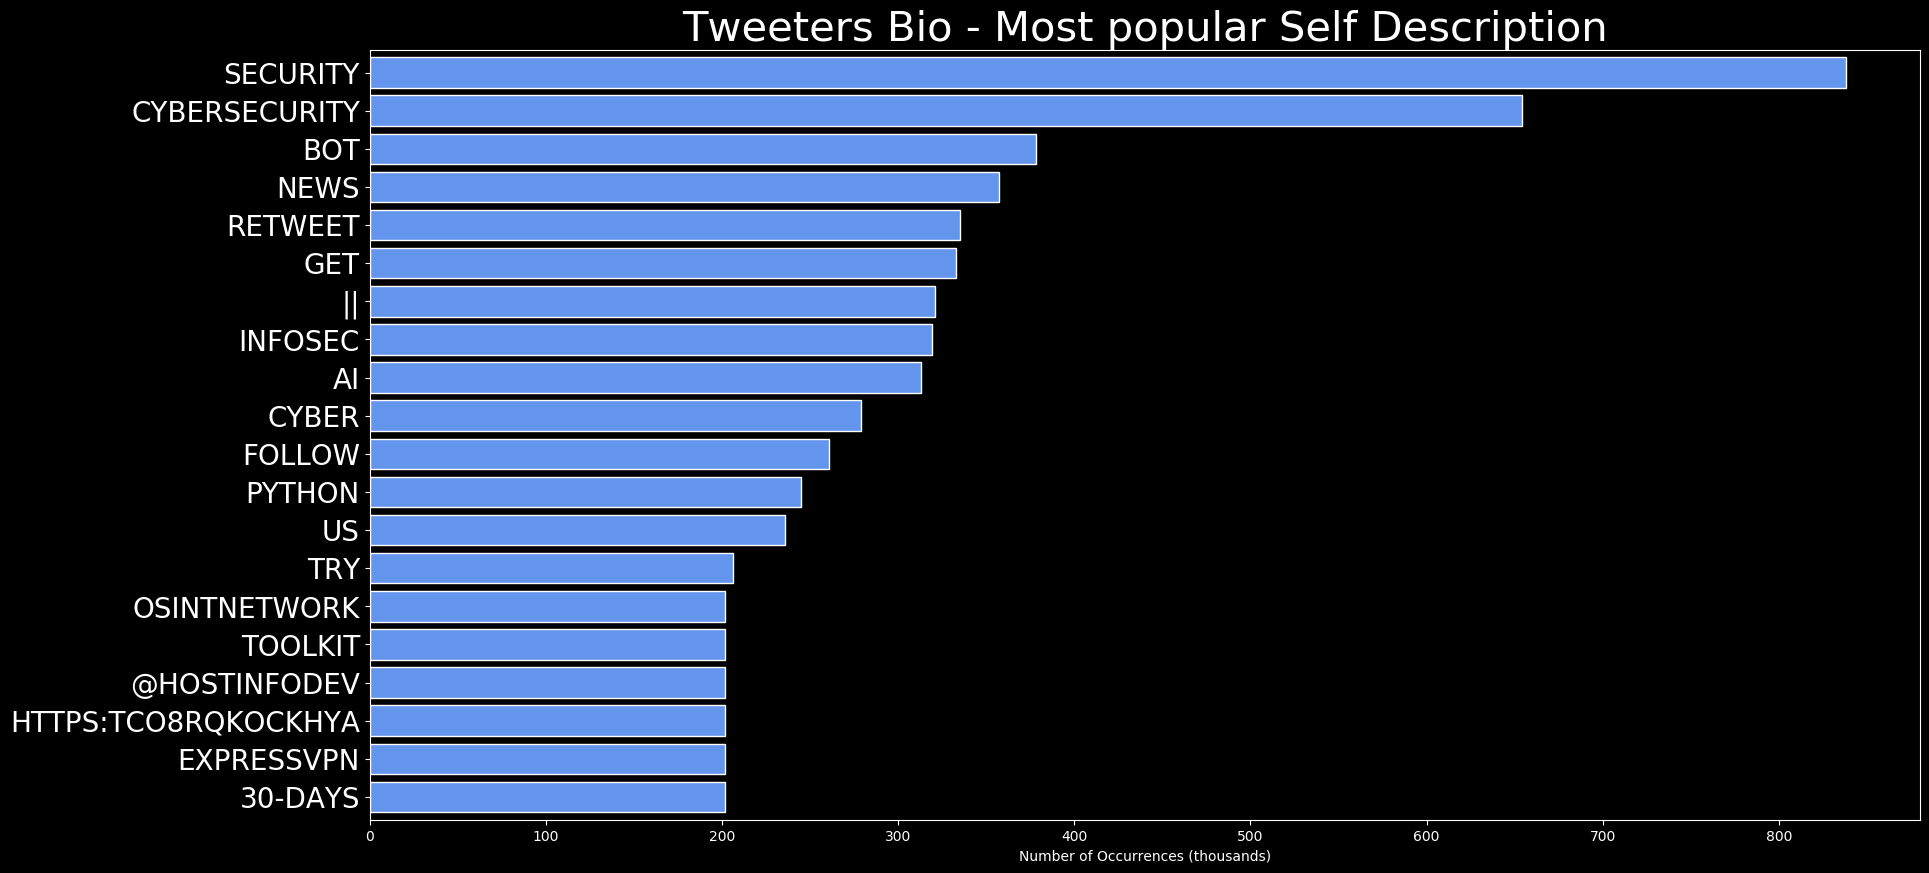 Tweeters Bio - Most popular Self Description
SECURITY
CYBERSECURITY
BOT
NEWS
RETWEET
GET
||
INFOSEC
AI
CYBER
FOLLOW
PYTHON
US
TRY
OSINTNETWORK
TOOLKIT
@HOSTINFODEV
HTTPS:TCO8RQKOCKHYA
EXPRESSVPN
30-DAYS
0 100 200 300 400 500 600 700 800
Number of Occurrences (thousands)